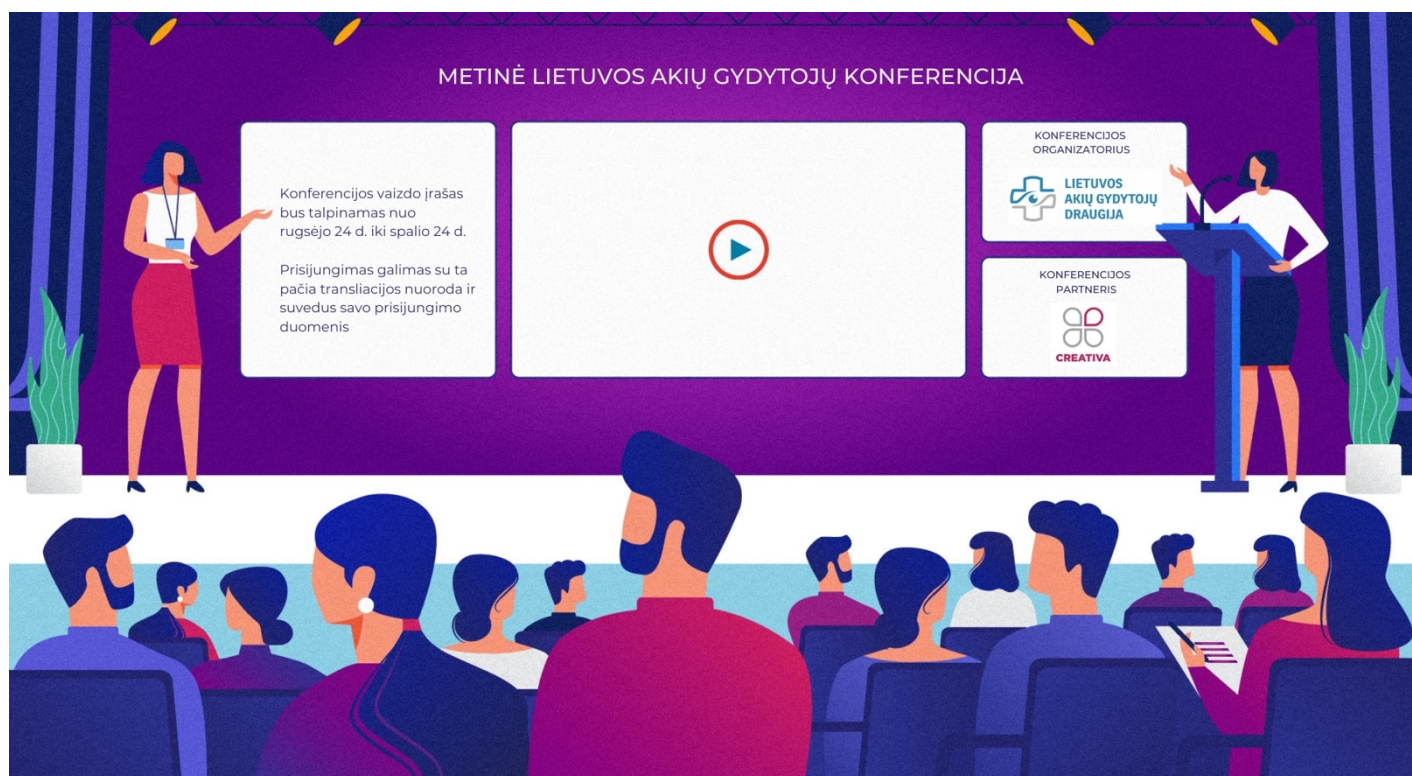 METINĖ LIETUVOS AKIŲ GYDYTOJŲ KONFERENCIJA
Konferencijos vaizdo įrašas
bus talpinamas nuo
rugsėjo 24 d. iki spalio 24 d.
Prisijungimas galimas su ta
pačia transliacijos nuoroda ir
suvedus savo prisijungimo
duomenis
KONFERENCIJOS
ORGANIZATORIUS
LIETUVOS
AKIŲ GYDYTOJŲ
DRAUGIJA
KONFERENCIJOS
PARTNERIS
CREATIVA